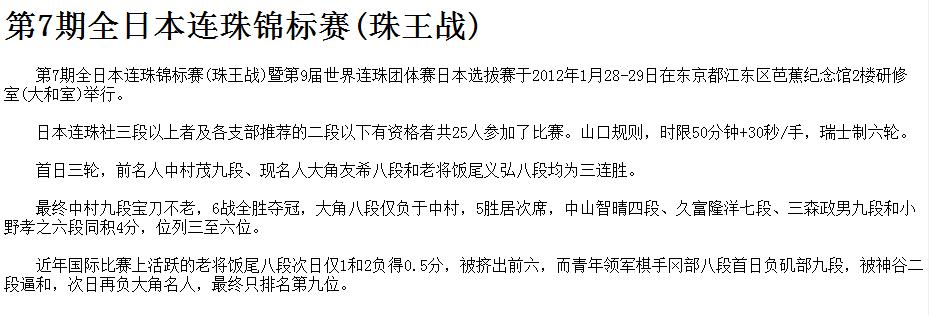 第7期全日本连珠锦标赛(珠王战)
第7期全日本连珠锦标赛(珠王战)暨第9届世界连珠团体赛日本选拔赛于2012年1月28-29日在东京都江东区芭蕉纪念馆2楼研修
室(大和室)举行。
日本连珠社三段以上者及各支部推荐的二段以下有资格者共25人参加了比赛。山口规则，时限50分钟+30秒/手，瑞士制六轮。
首日三轮，前名人中村茂九段、现名人大角友希八段和老将饭尾义弘八段均为三连胜。
最终中村九段宝刀不老，6战全胜夺冠，大角八段仅负于中村，5胜居次席，中山智晴四段、久富隆洋七段、三森政男九段和小
野孝之六段同积4分，位列三至六位。
近年国际比赛上活跃的老将饭尾八段次日仅1和2负得0.5分，被挤出前六，而青年领军棋手冈部八段首日负矶部九段，被神谷二
段逼和，次日再负大角名人，最终只排名第九位。